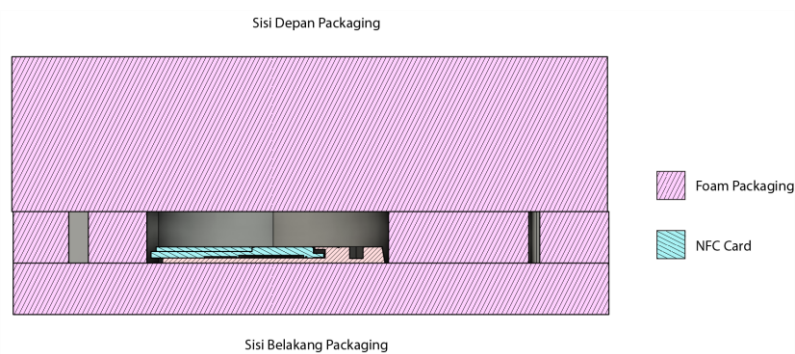 Sisi Depan Packaging
Foam Packaging
NFC Card
Sisi Belakang Packaging